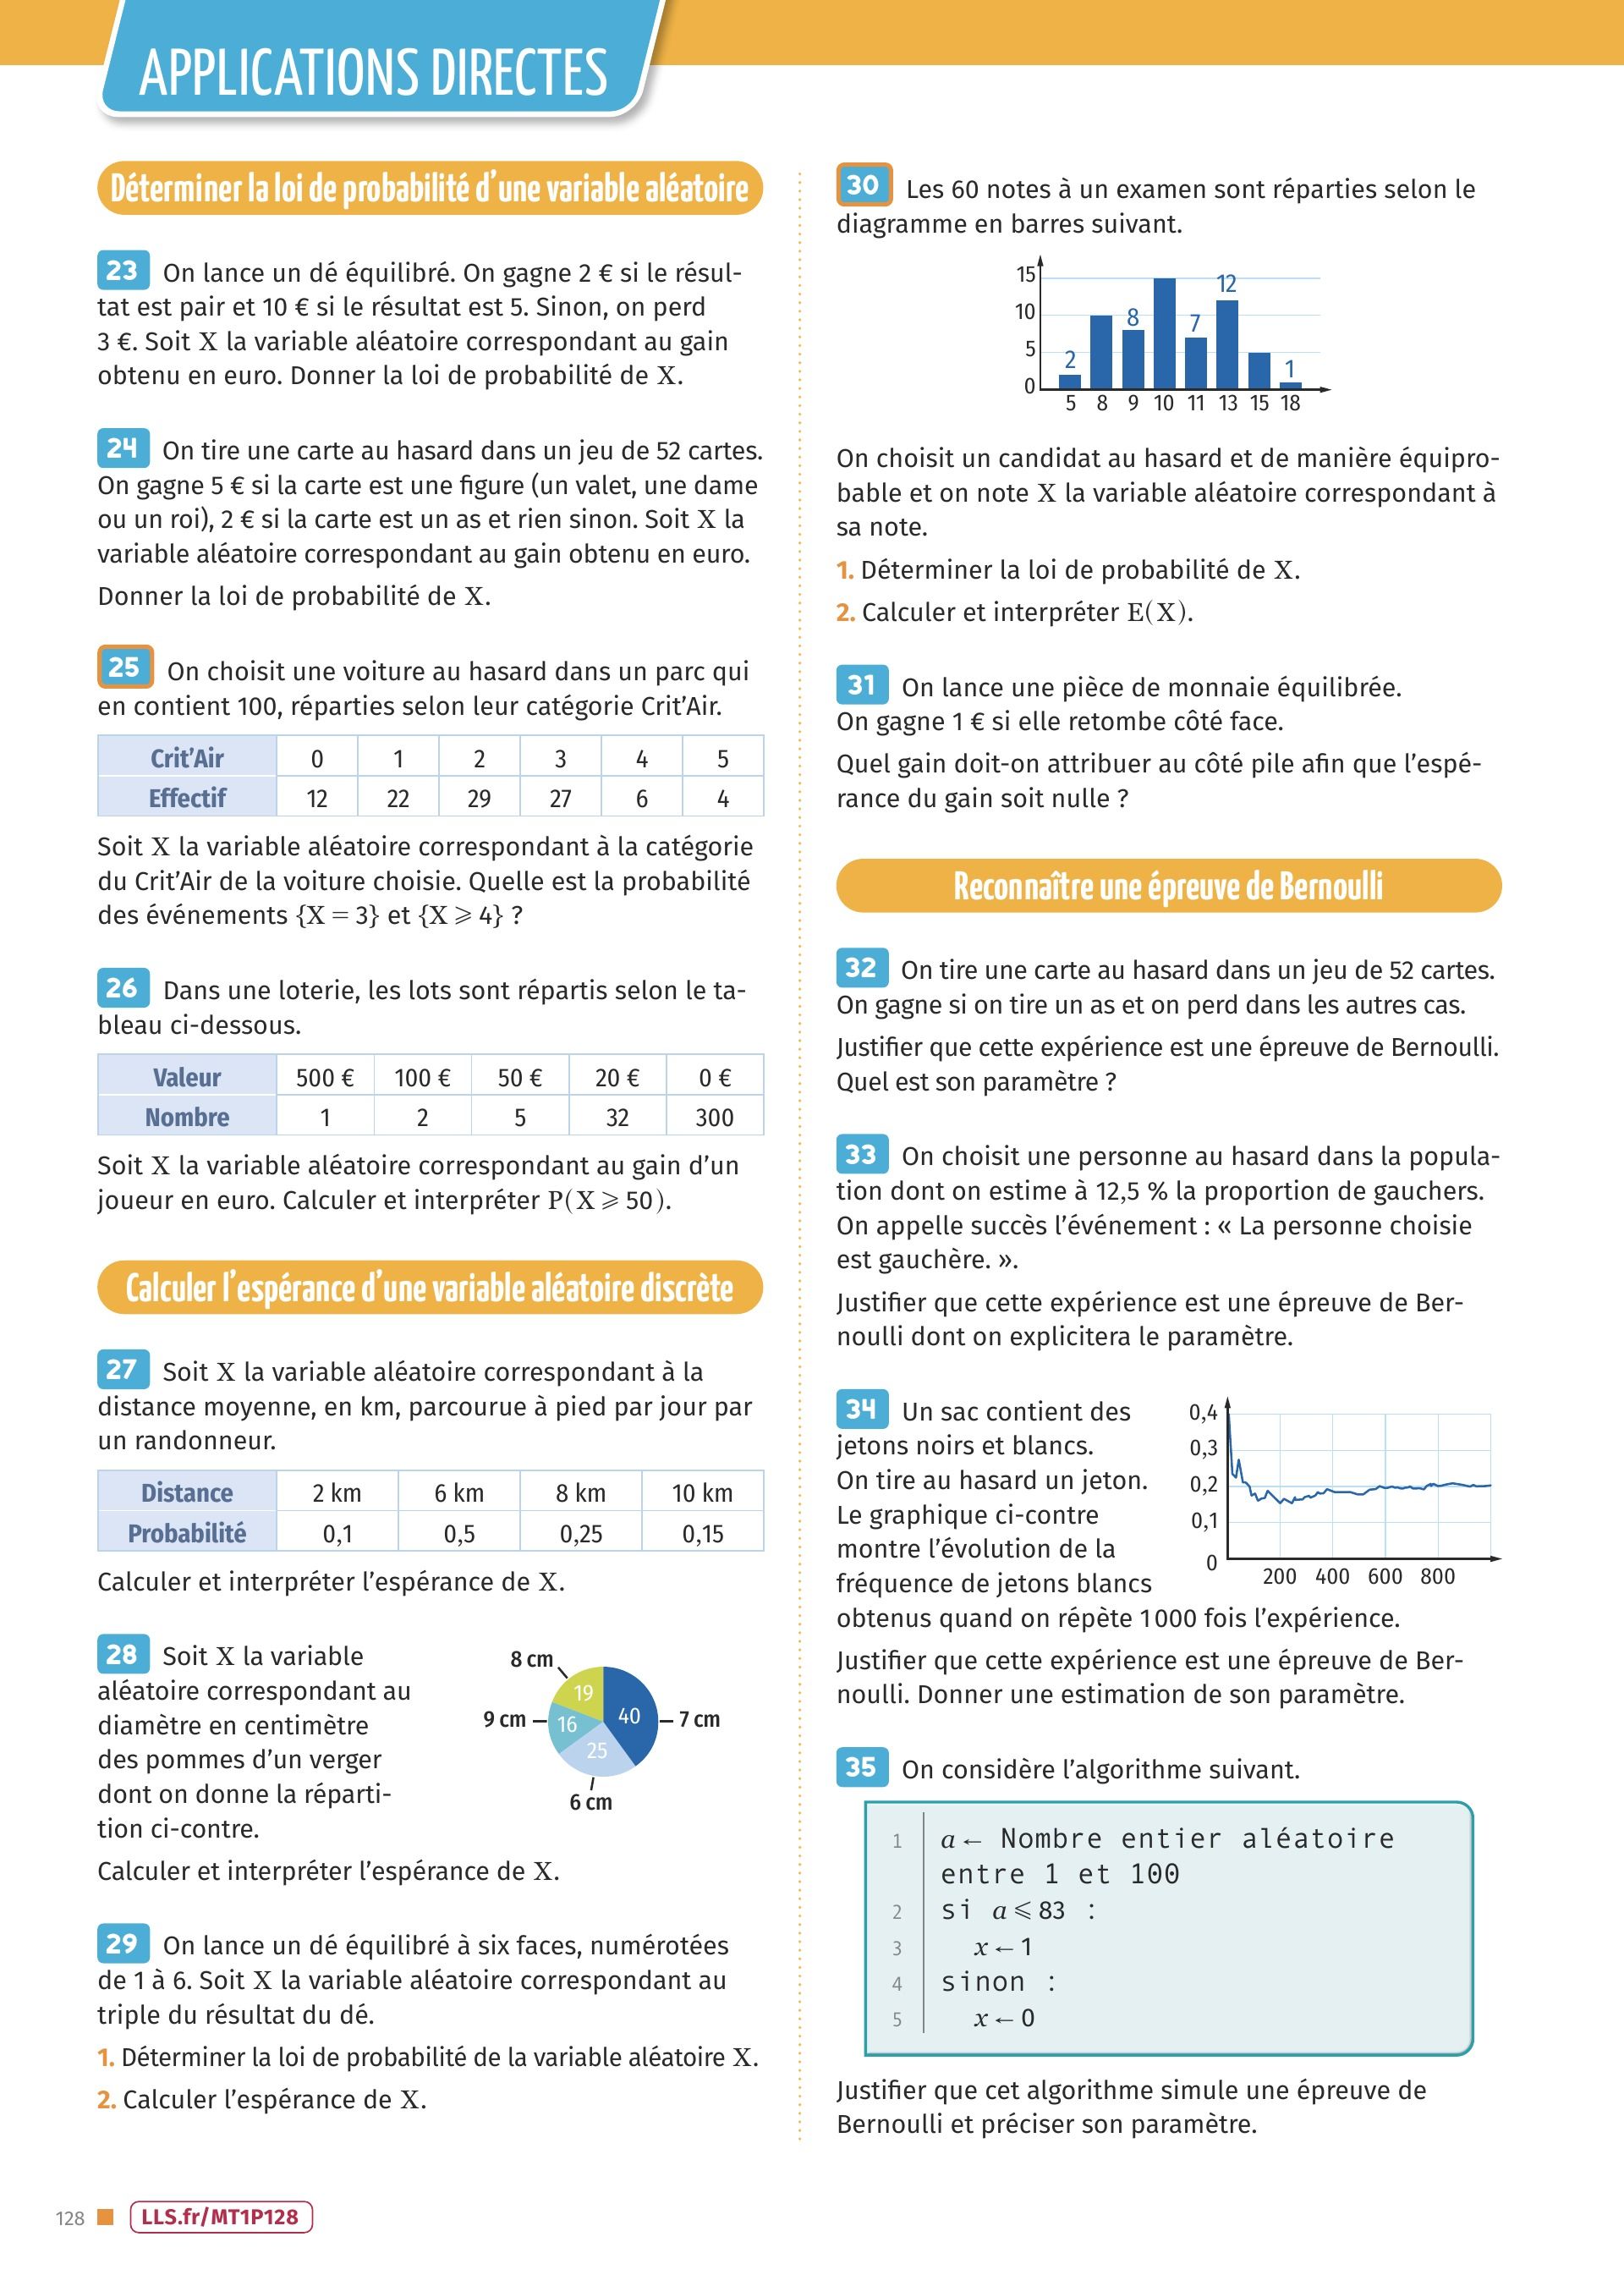 APPLICATIONS DIRECTES
Déterminer la loi de probabilité d'une variable aléatoire
23 On lance un dé équilibré. On gagne 2 € si le résul-
tat est pair et 10 € si le résultat est 5. Sinon, on perd
3 €. Soit X la variable aléatoire correspondant au gain
obtenu en euro. Donner la loi de probabilité de X.
24 On tire une carte au hasard dans un jeu de 52 cartes.
On gagne 5 € si la carte est une figure (un valet, une dame
ou un roi), 2 € si la carte est un as et rien sinon. Soit X la
variable aléatoire correspondant au gain obtenu en euro.
Donner la loi de probabilité de X.
25 On choisit une voiture au hasard dans un parc qui
en contient 100, réparties selon leur catégorie Crit'Air.
Crit'Air 0 1 2 3 4 5
Effectif 12 22 29 27 6 4
Soit X la variable aléatoire correspondant à la catégorie
du Crit'Air de la voiture choisie. Quelle est la probabilité
des événements {X = 3} et {X ⩾ 4} ?
26 Dans une loterie, les lots sont répartis selon le ta-
bleau ci-dessous.
Valeur 500 € 100 € 50 € 20 € 0 €
Nombre 1 2 5 32 300
Soit X la variable aléatoire correspondant au gain d'un
joueur en euro. Calculer et interpréter P(X ⩾ 50).
Calculer l'espérance d'une variable aléatoire discrète
27 Soit X la variable aléatoire correspondant à la
distance moyenne, en km, parcourue à pied par jour par
un randonneur.
Distance 2 km 6 km 8 km 10 km
Probabilité 0,1 0,5 0,25 0,15
Calculer et interpréter l'espérance de X.
28 Soit X la variable
aléatoire correspondant au
diamètre en centimètre
des pommes d'un verger
dont on donne la réparti-
tion ci-contre.
8 cm
19
9 cm 16 40 7 cm
25
6 cm
Calculer et interpréter l'espérance de X.
29 On lance un dé équilibré à six faces, numérotées
de 1 à 6. Soit X la variable aléatoire correspondant au
triple du résultat du dé.
1. Déterminer la loi de probabilité de la variable aléatoire X.
2. Calculer l'espérance de X.
30 Les 60 notes à un examen sont réparties selon le
diagramme en barres suivant.
15
10
5
0
2 8 7 12 1
5 8 9 10 11 13 15 18
On choisit un candidat au hasard et de manière équipro-
bable et on note X la variable aléatoire correspondant à
sa note.
1. Déterminer la loi de probabilité de X.
2. Calculer et interpréter E(X).
31 On lance une pièce de monnaie équilibrée.
On gagne 1 € si elle retombe côté face.
Quel gain doit-on attribuer au côté pile afin que l'espé-
rance du gain soit nulle ?
Reconnaître une épreuve de Bernoulli
32 On tire une carte au hasard dans un jeu de 52 cartes.
On gagne si on tire un as et on perd dans les autres cas.
Justifier que cette expérience est une épreuve de Bernoulli.
Quel est son paramètre ?
33 On choisit une personne au hasard dans la popula-
tion dont on estime à 12,5 % la proportion de gauchers.
On appelle succès l'événement : « La personne choisie
est gauchère. ».
Justifier que cette expérience est une épreuve de Ber-
noulli dont on explicitera le paramètre.
34 Un sac contient des
jetons noirs et blancs.
On tire au hasard un jeton.
Le graphique ci-contre
montre l'évolution de la
fréquence de jetons blancs
obtenus quand on répète 1 000 fois l'expérience.
0,4
0,3
0,2
0,1
0
200 400 600 800
Justifier que cette expérience est une épreuve de Ber-
noulli. Donner une estimation de son paramètre.
35 On considère l'algorithme suivant.
1 a ← Nombre entier aléatoire
entre 1 et 100
2 si a ⩽ 83 :
3 x ← 1
4 sinon :
5 x ← 0
Justifier que cet algorithme simule une épreuve de
Bernoulli et préciser son paramètre.
128 LLS.fr/MT1P128